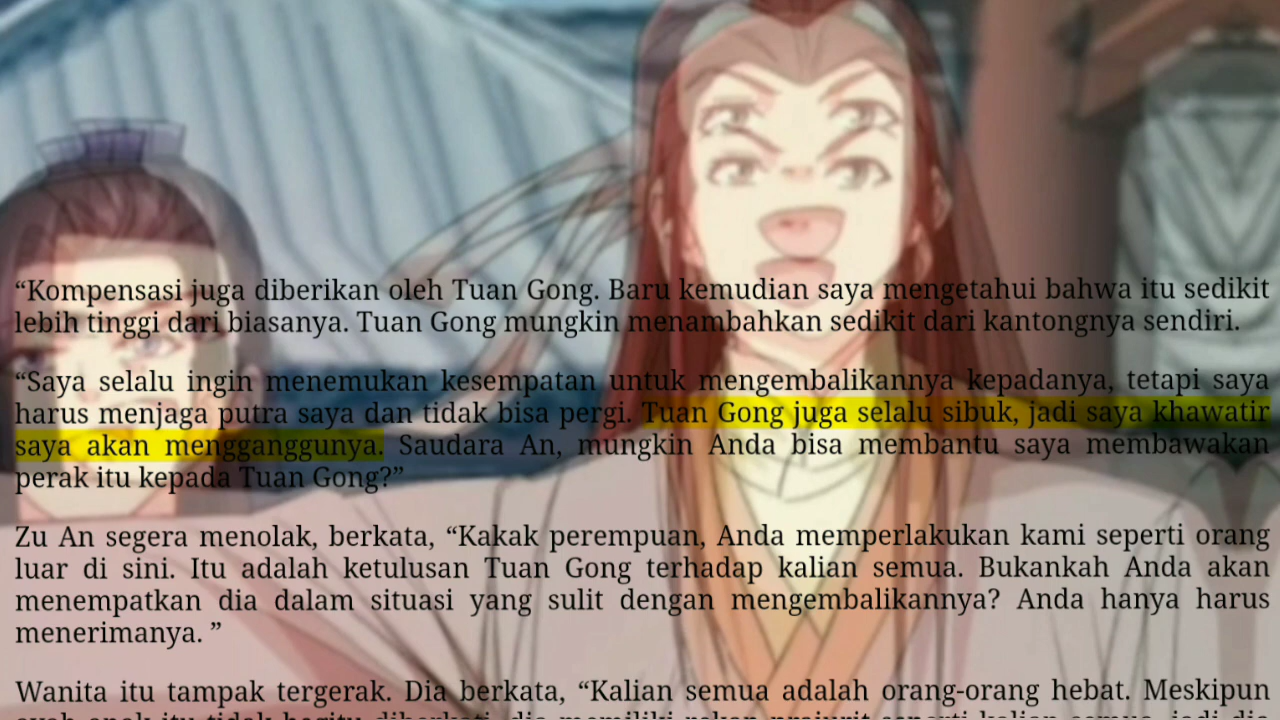 “Kompensasi juga diberikan oleh Tuan Gong. Baru kemudian saya mengetahui bahwa itu sedikit
lebih tinggi dari biasanya. Tuan Gong mungkin menambahkan sedikit dari kantongnya sendiri.
“Saya selalu ingin menemukan kesempatan untuk mengembalikannya kepadanya, tetapi saya
harus menjaga putra saya dan tidak bisa pergi. Tuan Gong juga selalu sibuk, jadi saya khawatir
saya akan mengganggunya. Saudara An, mungkin Anda bisa membantu saya membawakan
perak itu kepada Tuan Gong?”
Zu An segera menolak, berkata, “Kakak perempuan, Anda memperlakukan kami seperti orang
luar di sini. Itu adalah ketulusan Tuan Gong terhadap kalian semua. Bukankah Anda akan
menempatkan dia dalam situasi yang sulit dengan mengembalikannya? Anda hanya harus
menerimanya. ”
Wanita itu tampak tergerak. Dia berkata, “Kalian semua adalah orang-orang hebat. Meskipun